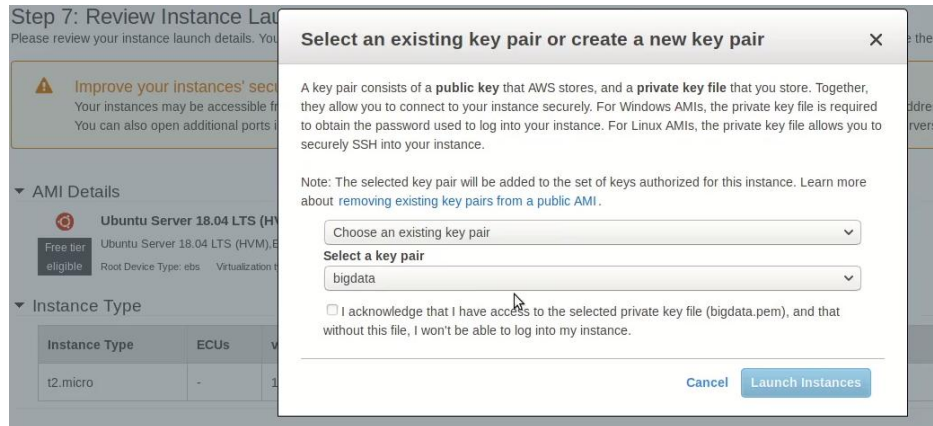 Step 7: Review Instance Lau
Please review your instance launch details. You
e the
Improve your instances' secu
Your instances may be accessible fr
ddre
You can also open additional ports i
rvers
AMI Details
Ubuntu Server 18.04 LTS (HV
Free tier
eligible
Ubuntu Server 18.04 LTS (HVM),E
Root Device Type: ebs Virtualization t
Instance Type
Instance Type ECUs v
t2.micro - 1
Select an existing key pair or create a new key pair
A key pair consists of a public key that AWS stores, and a private key file that you store. Together,
they allow you to connect to your instance securely. For Windows AMIs, the private key file is required
to obtain the password used to log into your instance. For Linux AMIs, the private key file allows you to
securely SSH into your instance.
Note: The selected key pair will be added to the set of keys authorized for this instance. Learn more
about removing existing key pairs from a public AMI .
Choose an existing key pair
Select a key pair
bigdata
I acknowledge that I have access to the selected private key file (bigdata.pem), and that
without this file, I won't be able to log into my instance.
Cancel Launch Instances